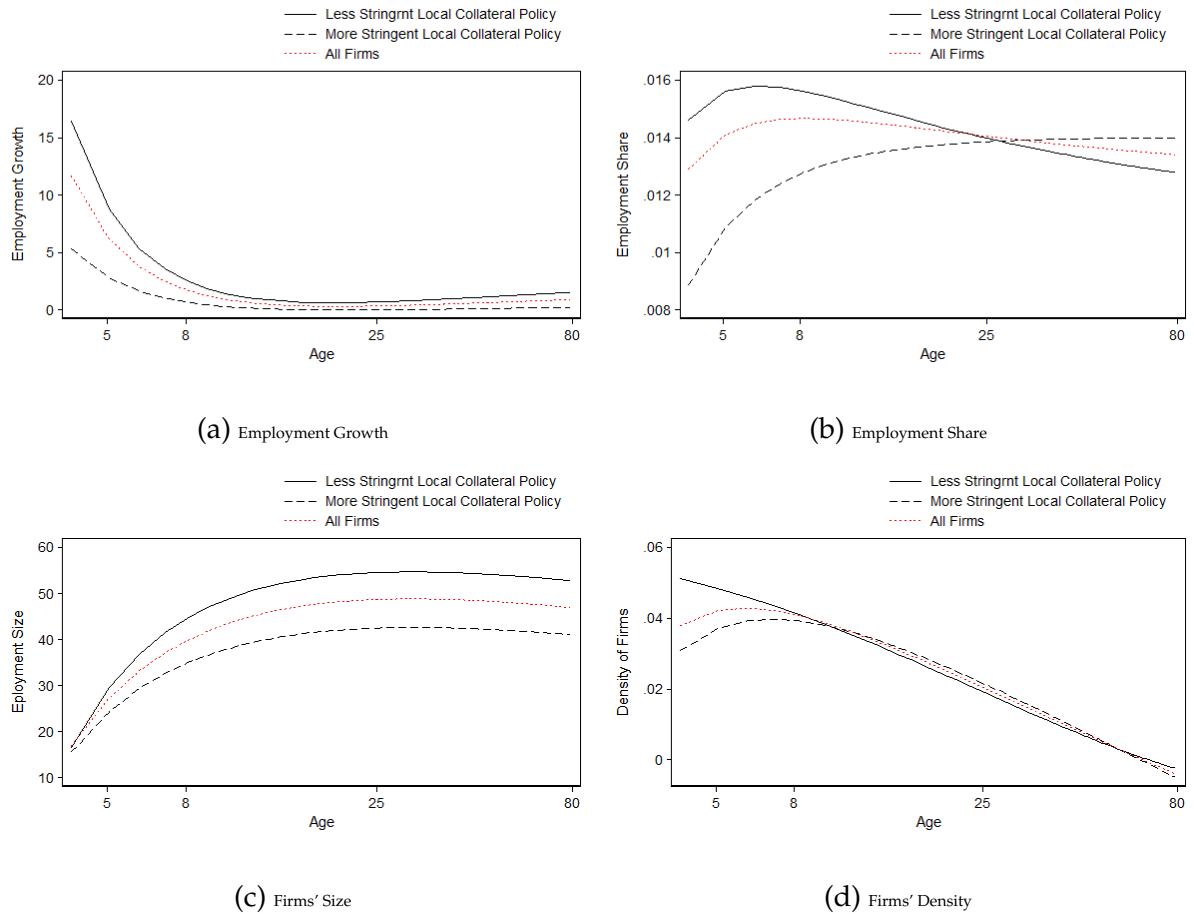 Less Stringrnt Local Collateral Policy
More Stringent Local Collateral Policy
All Firms
20
15
10
5
0
Employment Growth
5
8
25
80
Age
(a) Employment Growth
Less Stringrnt Local Collateral Policy
More Stringent Local Collateral Policy
All Firms
.016
.014
.012
.01
.008
Employment Share
5
8
25
80
Age
(b) Employment Share
Less Stringrnt Local Collateral Policy
More Stringent Local Collateral Policy
All Firms
60
50
40
30
20
10
Eployment Size
5
8
25
80
Age
(c) Firms' Size
Less Stringrnt Local Collateral Policy
More Stringent Local Collateral Policy
All Firms
.06
.04
.02
0
Density of Firms
5
8
25
80
Age
(d) Firms' Density